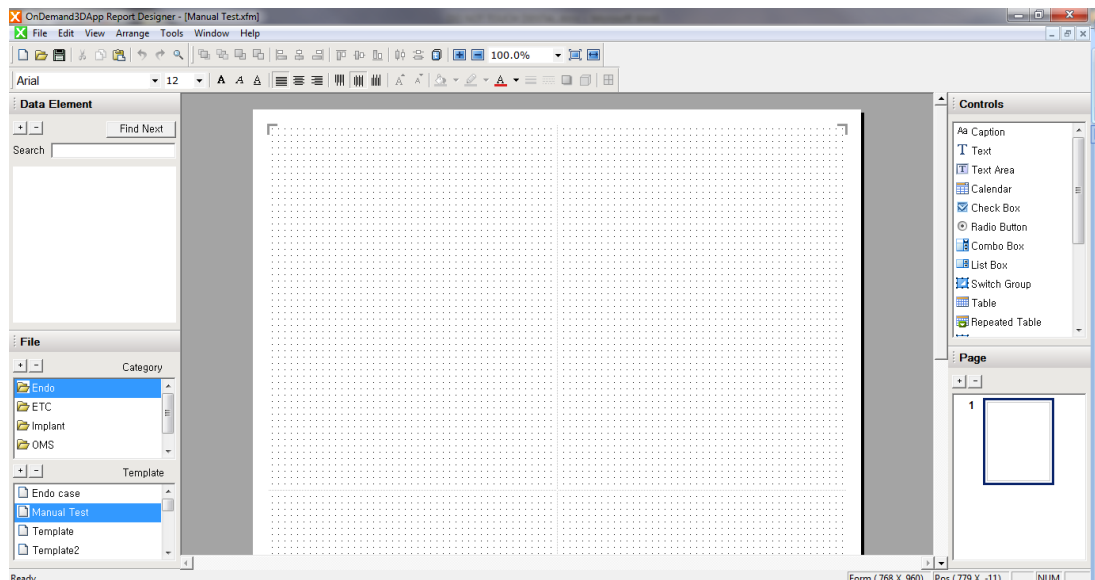 OnDemand3DApp Report Designer - [Manual Test.xfm]
File Edit View Arrange Tools Window Help
100.0%
Arial 12 A A A A A A
Data Element
+ - Find Next
Search
File
+ - Category
Endo
ETC
Implant
OMS
+ - Template
Endo case
Manual Test
Template
Template2
Controls
Aa Caption
T Text
T Text Area
Calendar
Check Box
Radio Button
Combo Box
List Box
Switch Group
Table
Repeated Table
Page
+ -
1
Ready Form ( 768 X 960) Pos ( 779 X -11) NUM